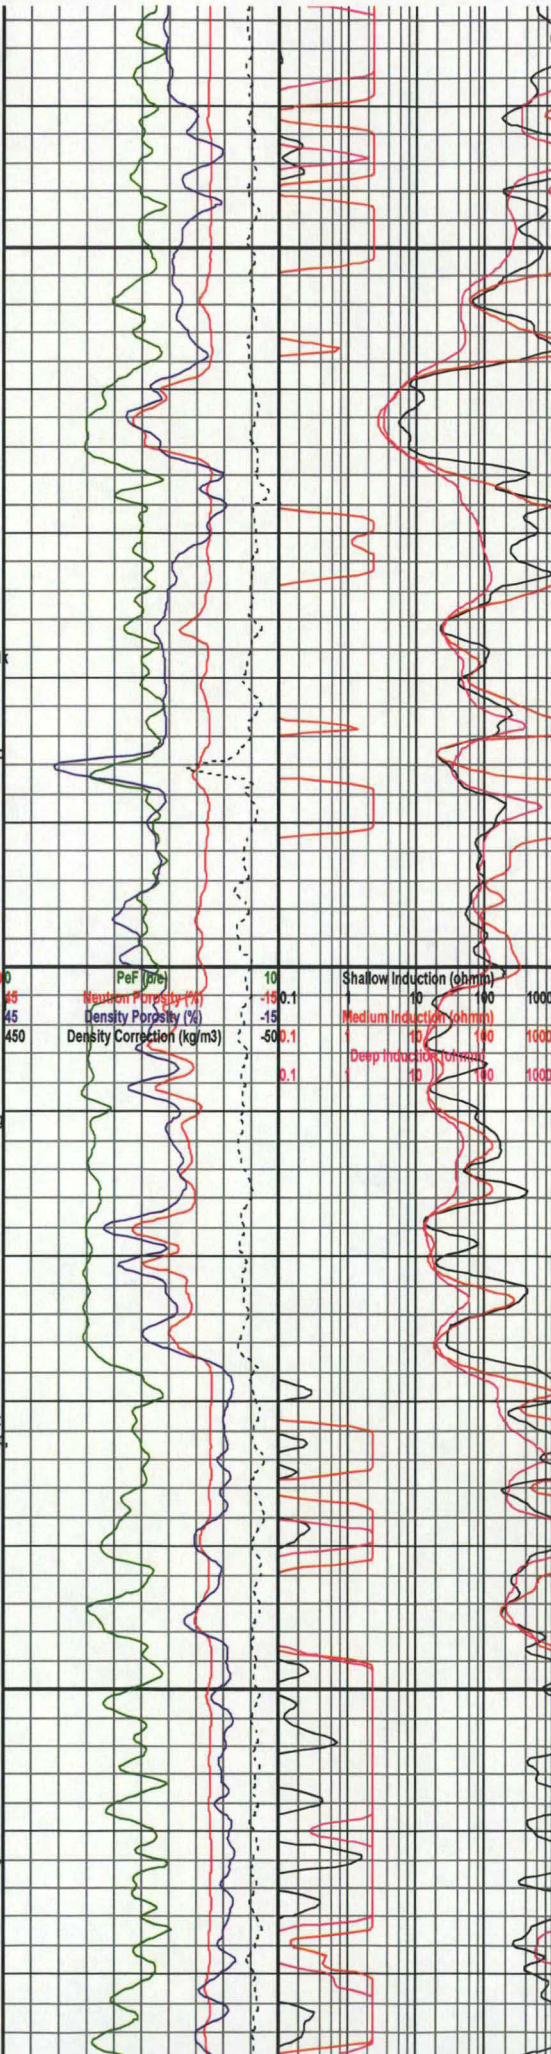 0 PeF (b/e) 10
45 Neutron Porosity (%) -15
45 Density Porosity (%) -15
450 Density Correction (kg/m3) -50
Shallow Induction (ohmm)
0.1 1 10 100 1000
Medium Induction (ohmm)
0.1 1 10 100 1000
Deep Induction (ohmm)
0.1 1 10 100 1000